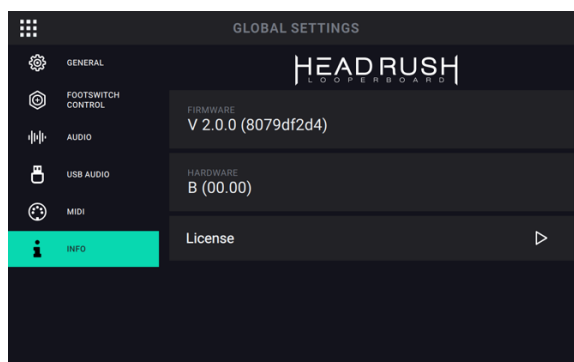 GLOBAL SETTINGS
GENERAL
FOOTSWITCH
CONTROL
AUDIO
USB AUDIO
MIDI
INFO
HEADRUSH
LOOPERBOARD
FIRMWARE
V 2.0.0 (8079df2d4)
HARDWARE
B (00.00)
License